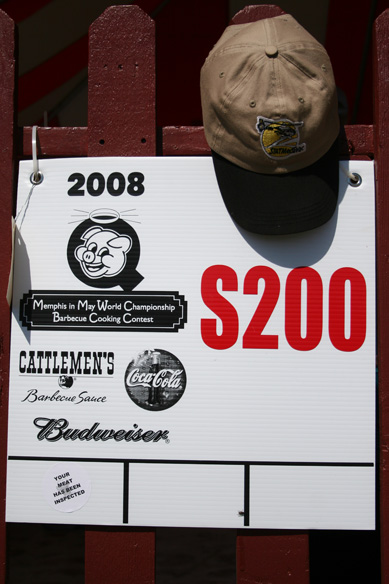 2008
Memphis in May World Championship
Barbecue Cooking Contest
S200
CATTLEMEN'S
Barbecue Sauce
Coca-Cola
Budweiser
YOUR
MEAT
HAS BEEN
INSPECTED